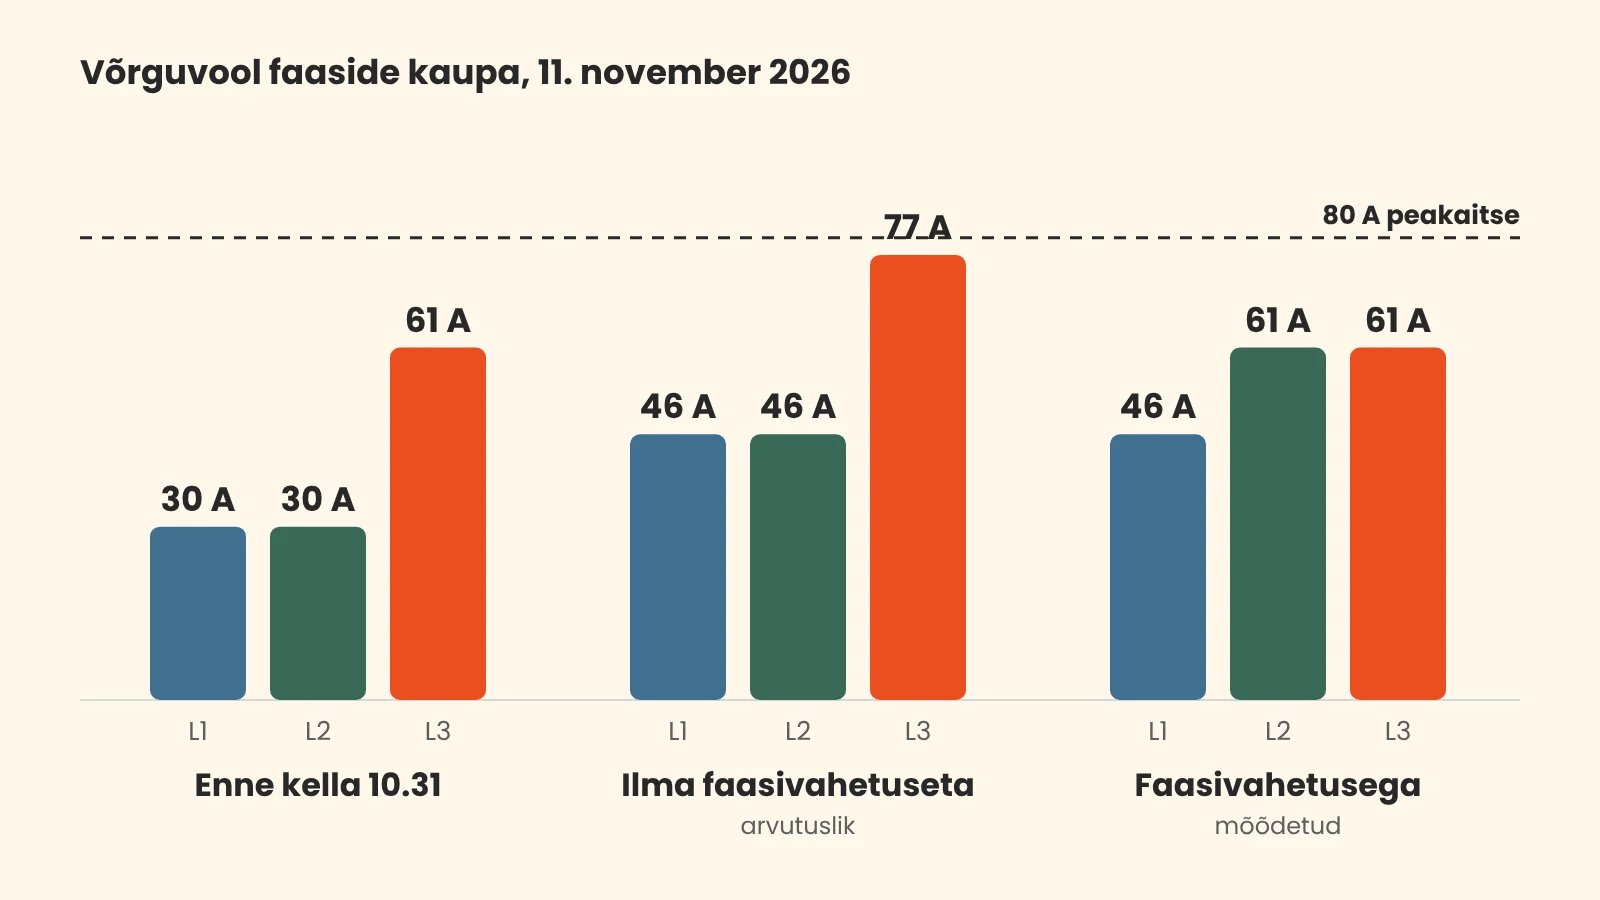 Võrguvool faaside kaupa, 11. november 2026
80 A peakaitse
30 A
30 A
61 A
46 A
46 A
77 A
46 A
61 A
61 A
L1
L2
L3
L1
L2
L3
L1
L2
L3
Enne kella 10.31
Ilma faasivahetuseta
arvutuslik
Faasivahetusega
mõõdetud